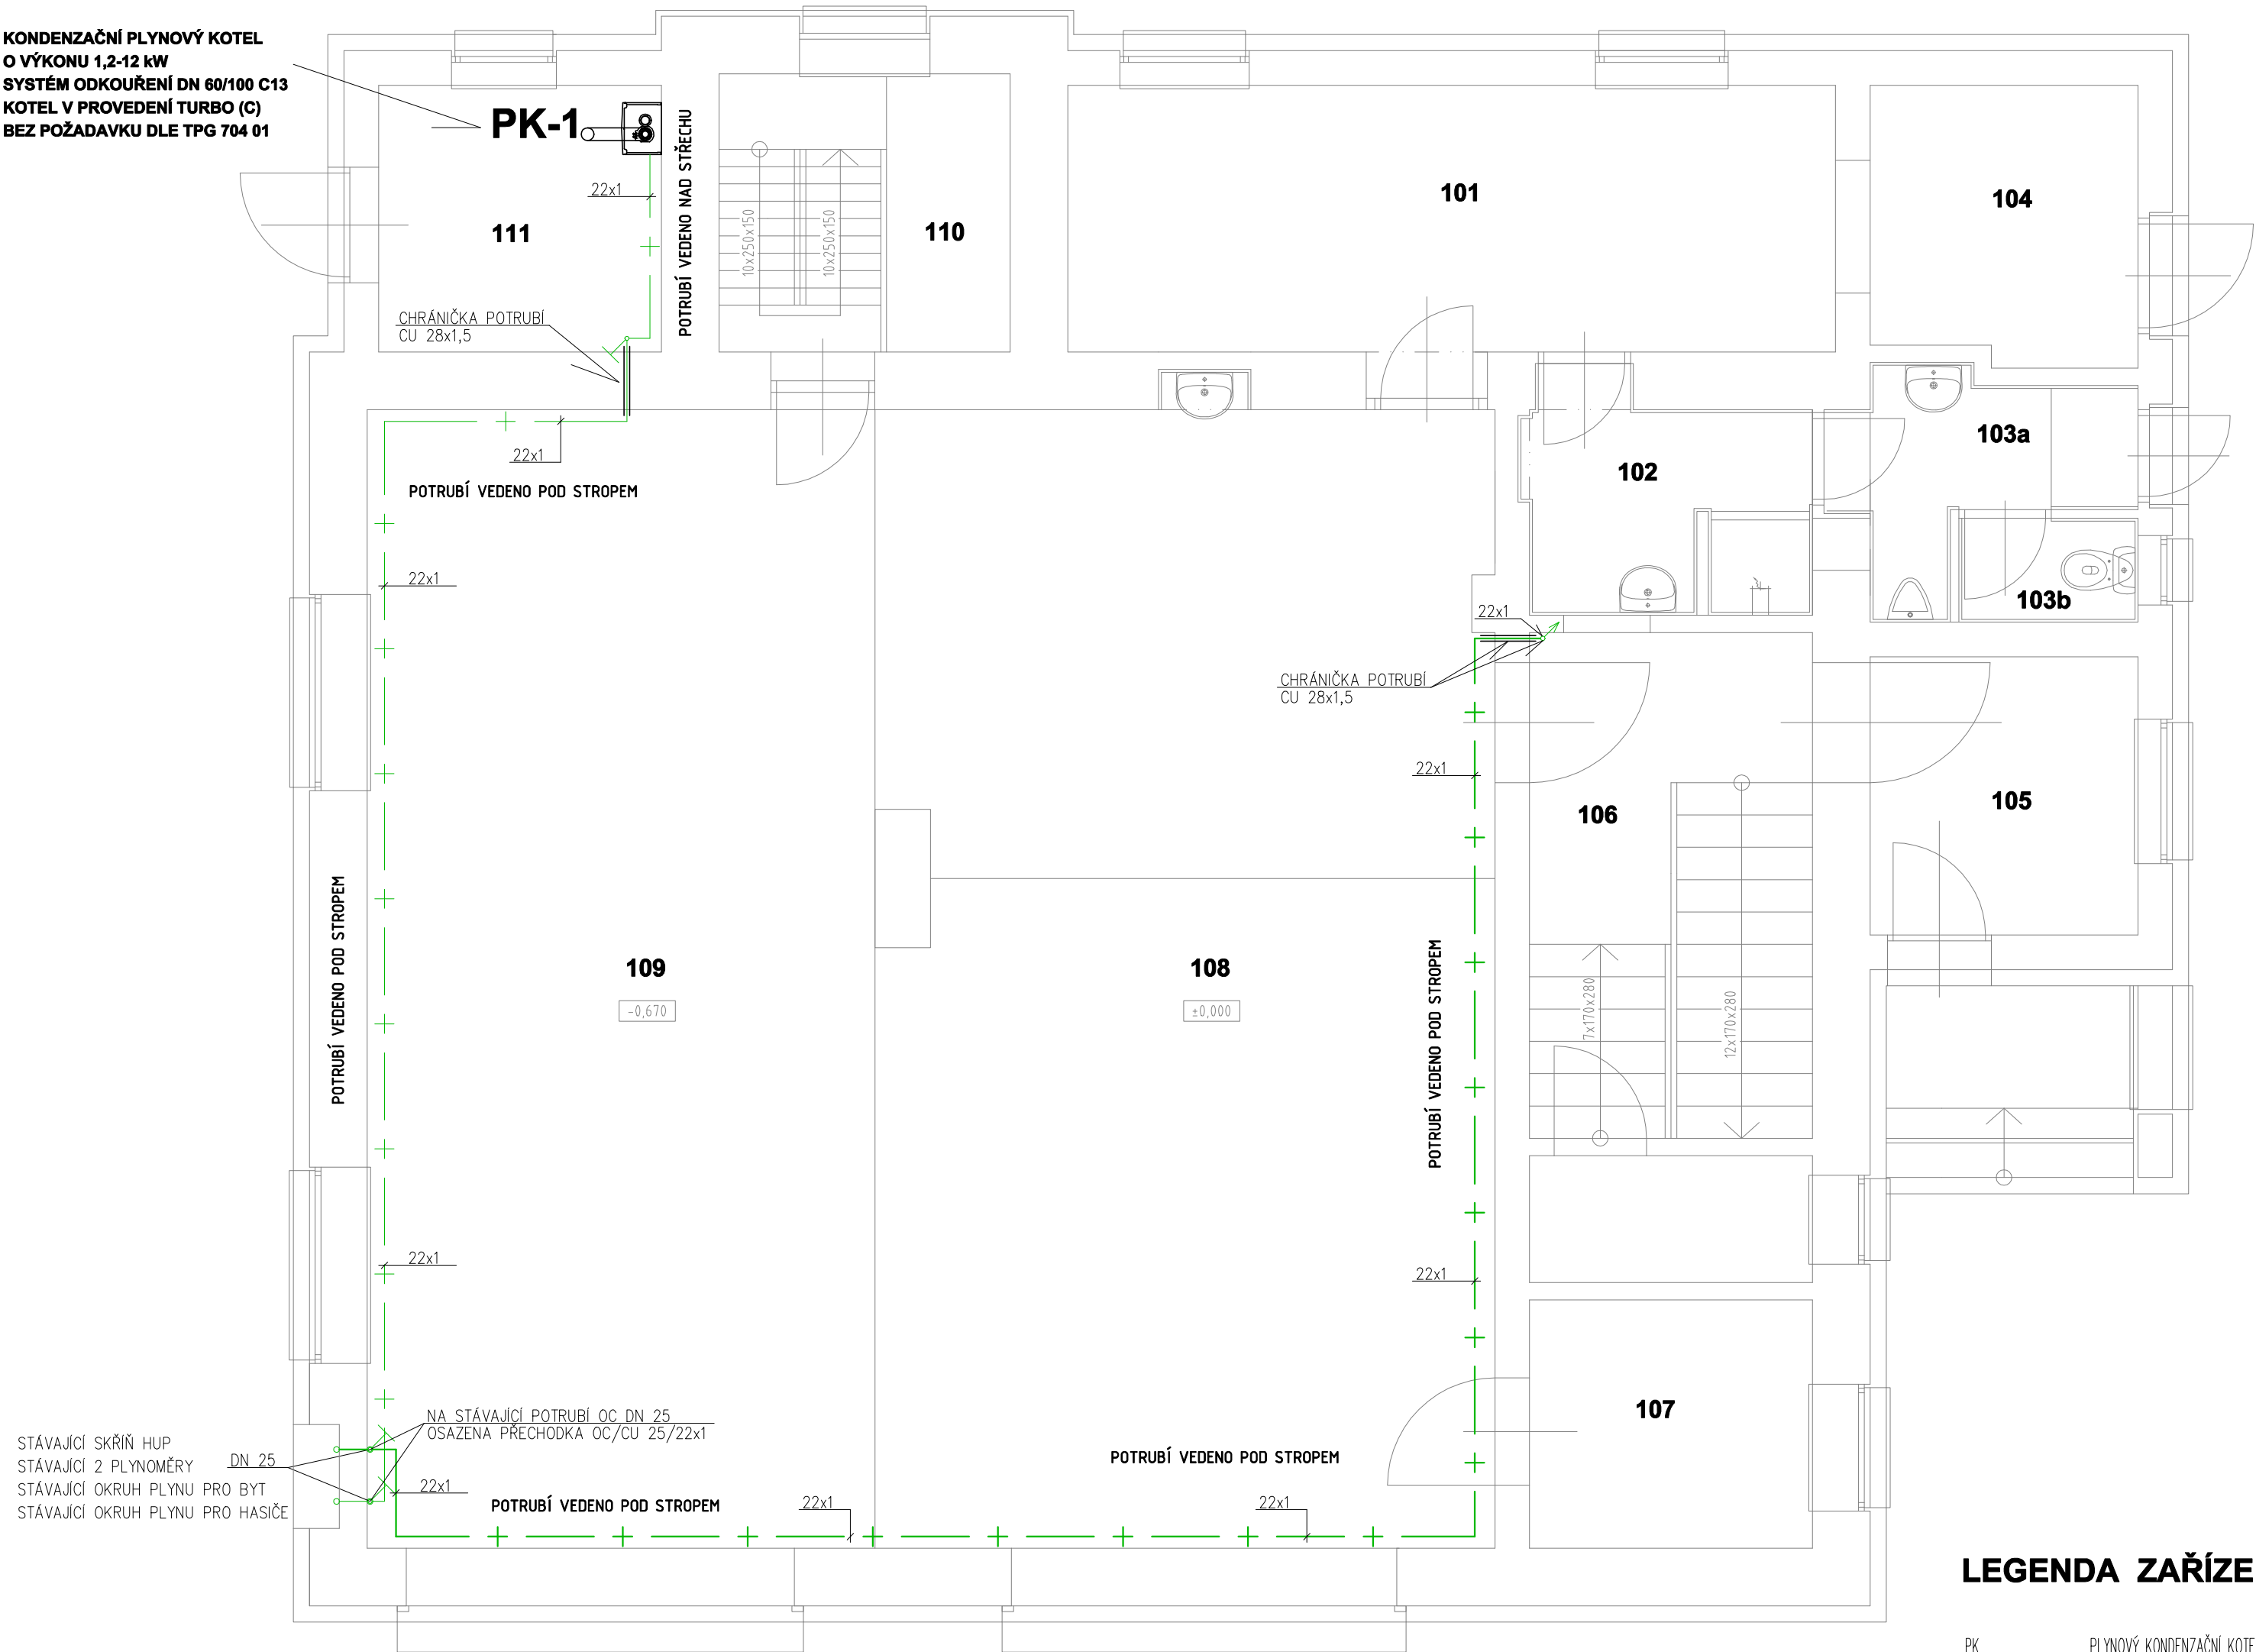 KONDENZAČNÍ PLYNOVÝ KOTEL
O VÝKONU 1,2-12 kW
SYSTÉM ODKOUŘENÍ DN 60/100 C13
KOTEL V PROVEDENÍ TURBO (C)
BEZ POŽADAVKU DLE TPG 704 01
PK-1
22x1
POTRUBÍ VEDENO NAD STŘECHU
111
CHRÁNIČKA POTRUBÍ
CU 28x1,5
10x250x150
10x250x150
110
101
104
22x1
POTRUBÍ VEDENO POD STROPEM
102
103a
103b
22x1
22x1
CHRÁNIČKA POTRUBÍ
CU 28x1,5
22x1
106
105
POTRUBÍ VEDENO POD STROPEM
109
-0,670
108
±0,000
POTRUBÍ VEDENO POD STROPEM
7x170x280
12x170x280
22x1
22x1
107
NA STÁVAJÍCÍ POTRUBÍ OC DN 25
OSAZENA PŘECHODKA OC/CU 25/22x1
STÁVAJÍCÍ SKŘÍŇ HUP
STÁVAJÍCÍ 2 PLYNOMĚRY
DN 25
STÁVAJÍCÍ OKRUH PLYNU PRO BYT
STÁVAJÍCÍ OKRUH PLYNU PRO HASIČE
22x1
POTRUBÍ VEDENO POD STROPEM
22x1
POTRUBÍ VEDENO POD STROPEM
22x1
LEGENDA ZAŘÍZE
PK
PLYNOVÝ KONDENZAČNÍ KOTE